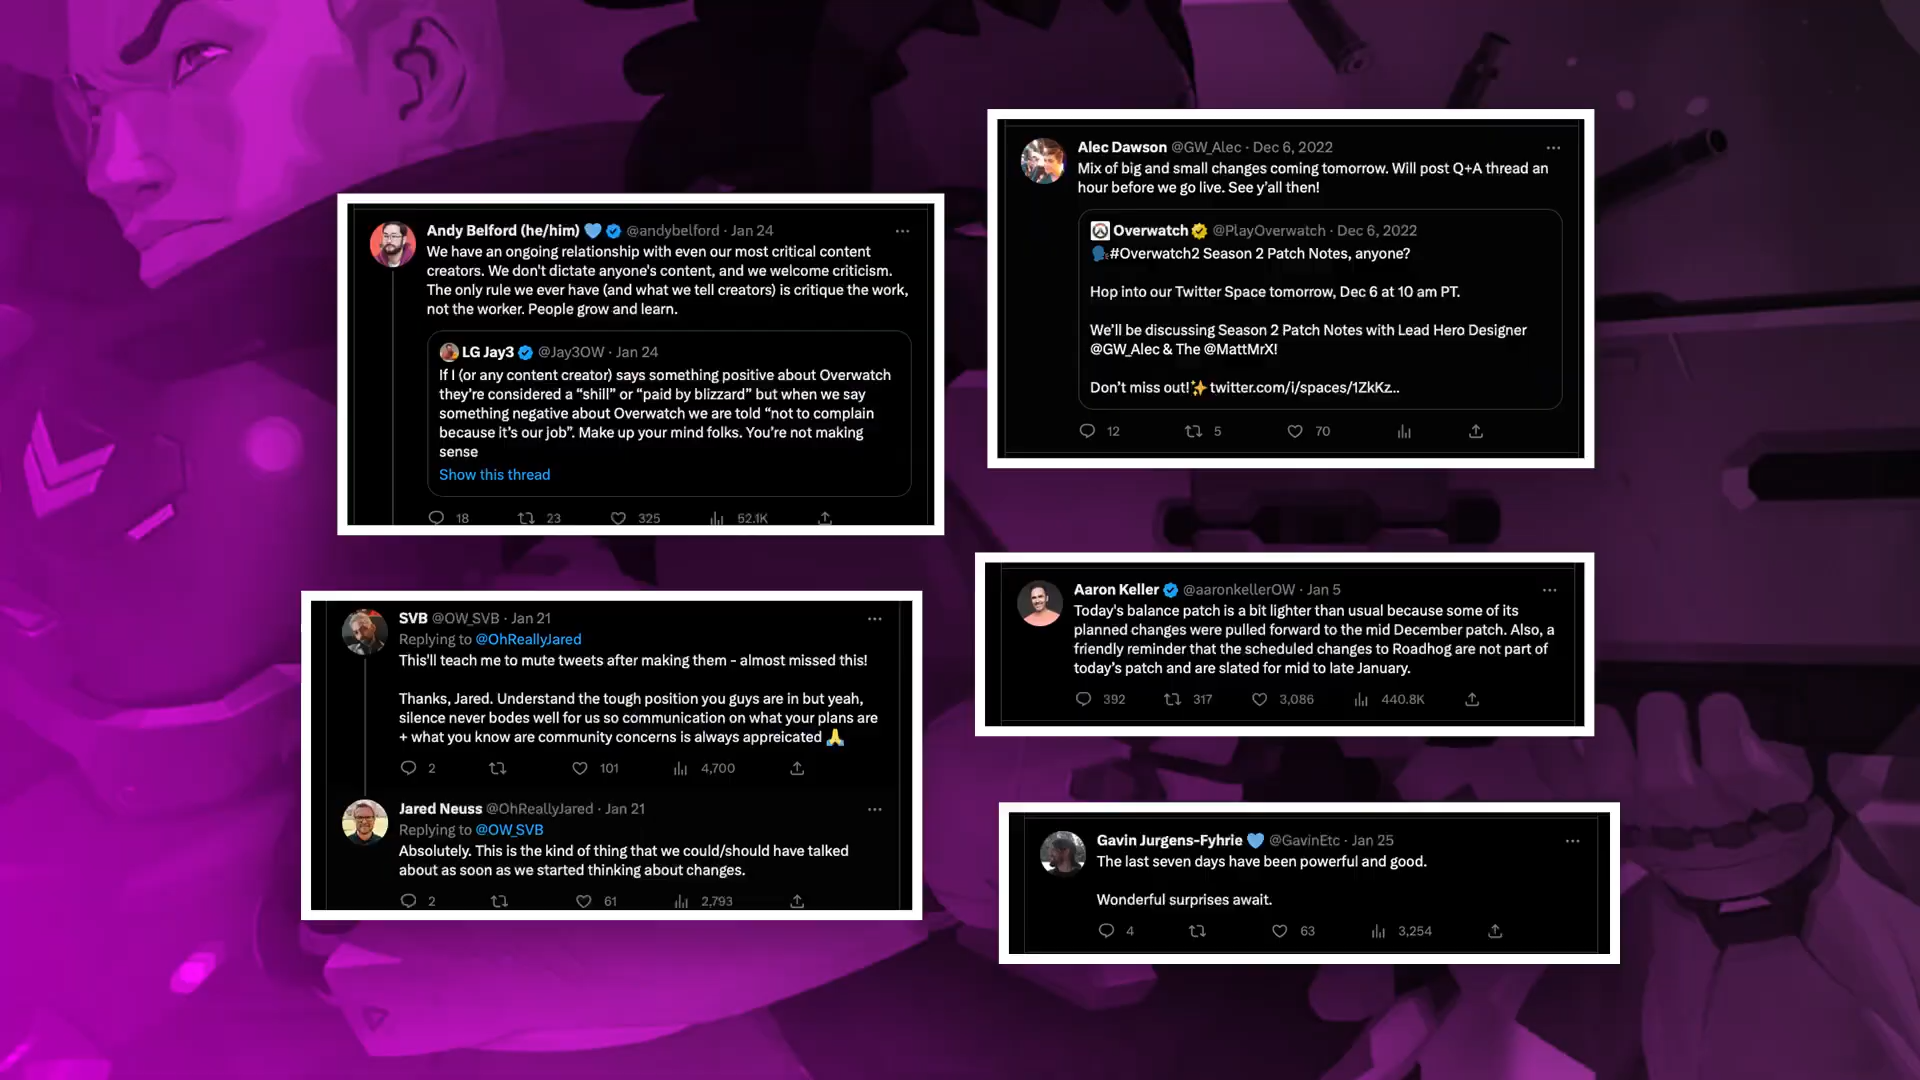 Andy Belford (he/him) 💙 @andybelford · Jan 24
We have an ongoing relationship with even our most critical content
creators. We don't dictate anyone's content, and we welcome criticism.
The only rule we ever have (and what we tell creators) is critique the work,
not the worker. People grow and learn.
LG Jay3 @Jay3OW · Jan 24
If I (or any content creator) says something positive about Overwatch
they're considered a “shill” or “paid by blizzard” but when we say
something negative about Overwatch we are told “not to complain
because it's our job”. Make up your mind folks. You're not making
sense
Show this thread
18 23 325 52.1K
SVB @OW_SVB · Jan 21
Replying to @OhReallyJared
This'll teach me to mute tweets after making them - almost missed this!
Thanks, Jared. Understand the tough position you guys are in but yeah,
silence never bodes well for us so communication on what your plans are
+ what you know are community concerns is always appreicated 🙏
2 101 4,700
Jared Neuss @OhReallyJared · Jan 21
Replying to @OW_SVB
Absolutely. This is the kind of thing that we could/should have talked
about as soon as we started thinking about changes.
2 61 2,793
Alec Dawson @GW_Alec · Dec 6, 2022
Mix of big and small changes coming tomorrow. Will post Q+A thread an
hour before we go live. See y'all then!
Overwatch @PlayOverwatch · Dec 6, 2022
🗣️#Overwatch2 Season 2 Patch Notes, anyone?
Hop into our Twitter Space tomorrow, Dec 6 at 10 am PT.
We'll be discussing Season 2 Patch Notes with Lead Hero Designer
@GW_Alec & The @MattMrX!
Don't miss out!✨ twitter.com/i/spaces/1ZkKz...
12 5 70
Aaron Keller @aaronkellerOW · Jan 5
Today's balance patch is a bit lighter than usual because some of its
planned changes were pulled forward to the mid December patch. Also, a
friendly reminder that the scheduled changes to Roadhog are not part of
today's patch and are slated for mid to late January.
392 317 3,086 440.8K
Gavin Jurgens-Fyhrie 💙 @GavinEtc · Jan 25
The last seven days have been powerful and good.
Wonderful surprises await.
4 63 3,254